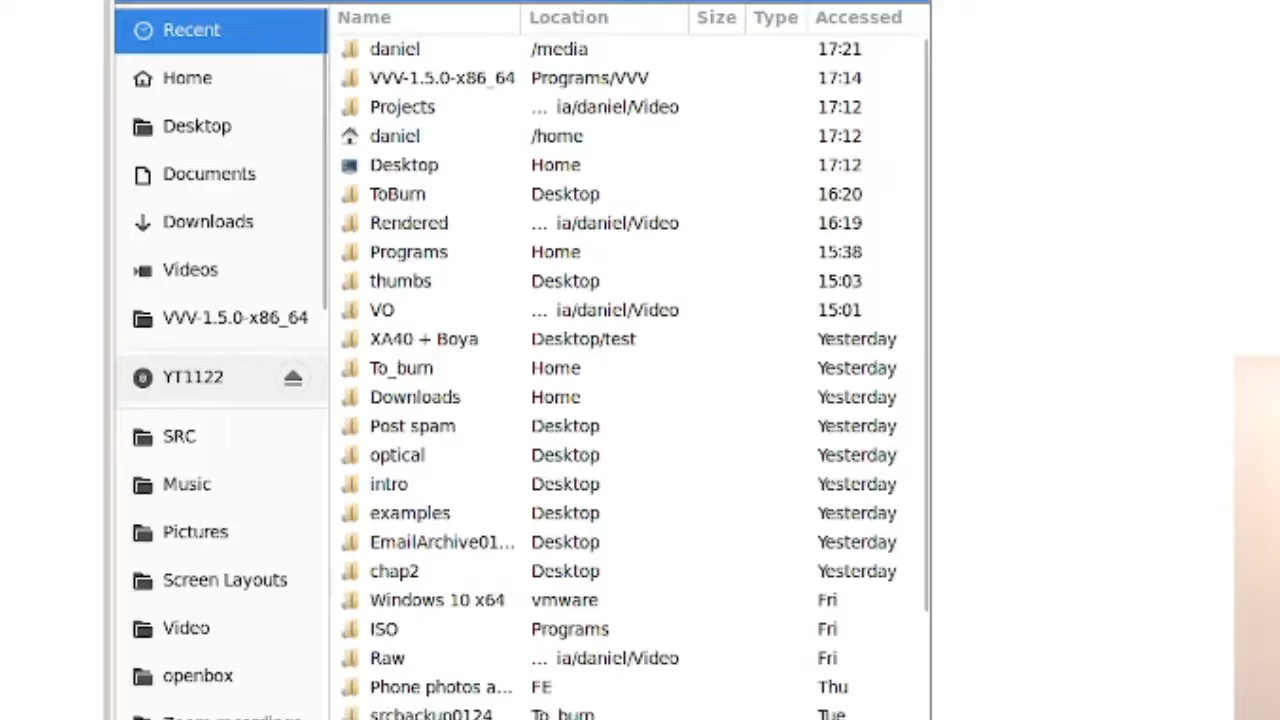 Recent
Home
Desktop
Documents
Downloads
Videos
VVV-1.5.0-x86_64
YT1122
SRC
Music
Pictures
Screen Layouts
Video
openbox
Zoom recordings
Name Location Size Type Accessed
daniel /media 17:21
VVV-1.5.0-x86_64 Programs/VVV 17:14
Projects ... ia/daniel/Video 17:12
daniel /home 17:12
Desktop Home 17:12
ToBurn Desktop 16:20
Rendered ... ia/daniel/Video 16:19
Programs Home 15:38
thumbs Desktop 15:03
VO ... ia/daniel/Video 15:01
XA40 + Boya Desktop/test Yesterday
To_burn Home Yesterday
Downloads Home Yesterday
Post spam Desktop Yesterday
optical Desktop Yesterday
intro Desktop Yesterday
examples Desktop Yesterday
EmailArchive01... Desktop Yesterday
chap2 Desktop Yesterday
Windows 10 x64 vmware Fri
ISO Programs Fri
Raw ... ia/daniel/Video Fri
Phone photos a... FE Thu
srcbackup0124 To_burn Tue